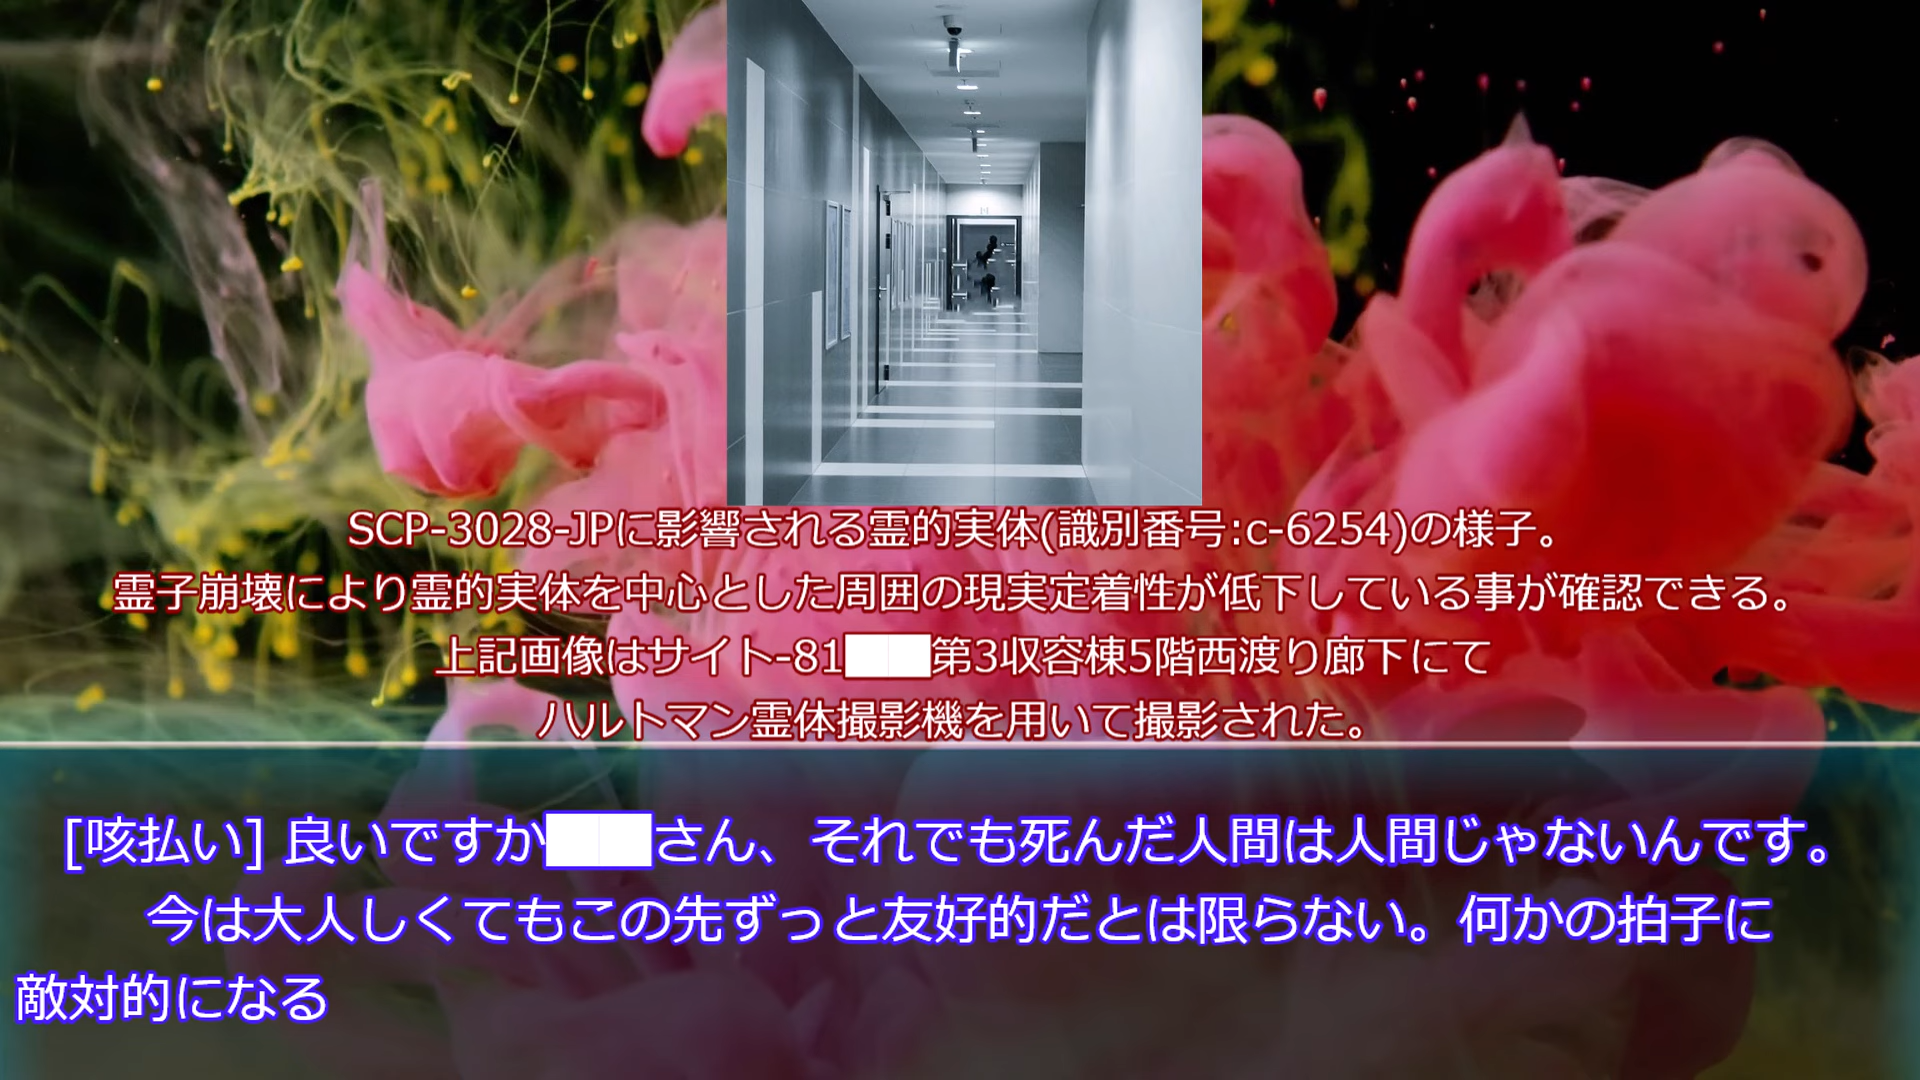 SCP-3028-JPに影響される霊的実体(識別番号:c-6254)の様子。
霊子崩壊により霊的実体を中心とした周囲の現実定着性が低下している事が確認できる。
上記画像はサイト-81██第3収容棟5階西渡り廊下にて
ハルトマン霊体撮影機を用いて撮影された。
[咳払い] 良いですか██さん、それでも死んだ人間は人間じゃないんです。
今は大人しくてもこの先ずっと友好的だとは限らない。何かの拍子に
敵対的になる